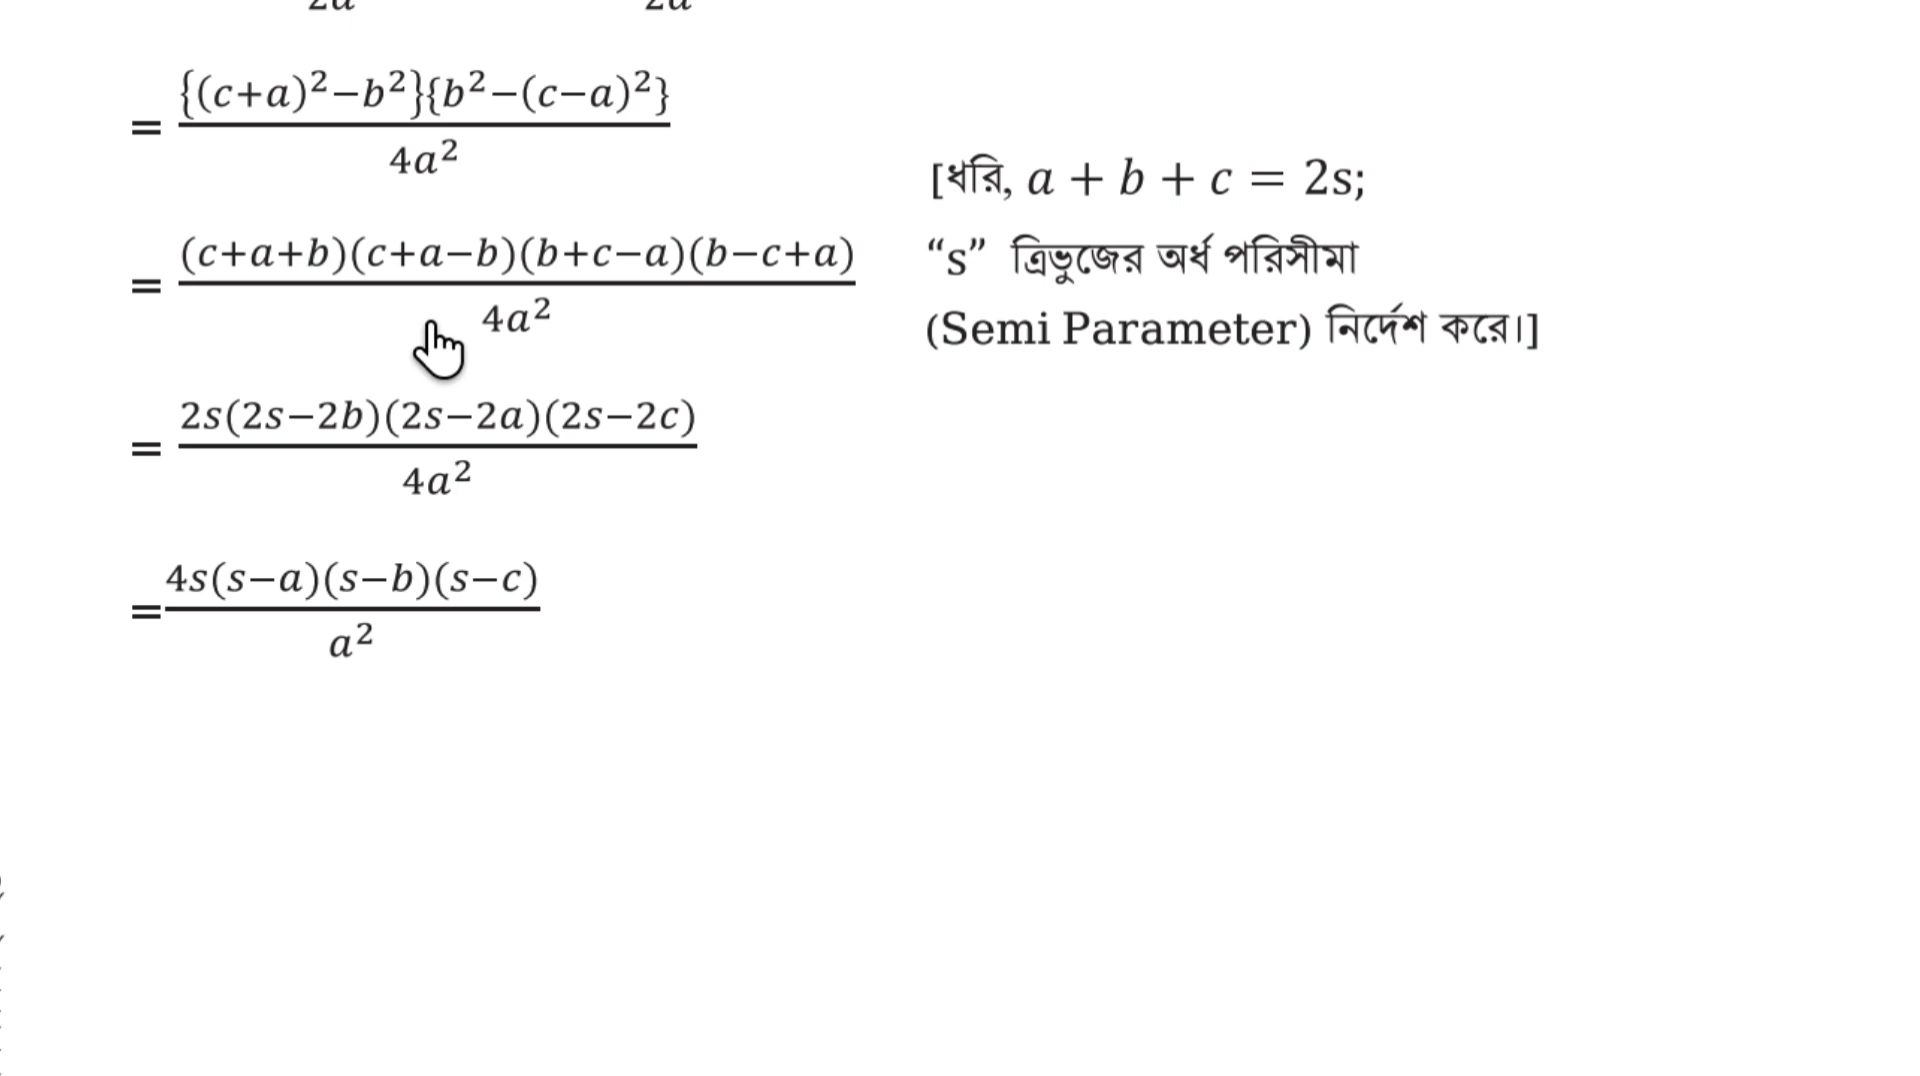 = {(c+a)²−b²}{b²−(c−a)²} / 4a²
[ধরি, a + b + c = 2s;
= (c+a+b)(c+a−b)(b+c−a)(b−c+a) / 4a²
“s” ত্রিভুজের অর্ধ পরিসীমা
(Semi Parameter) নির্দেশ করে।]
= 2s(2s−2b)(2s−2a)(2s−2c) / 4a²
= 4s(s−a)(s−b)(s−c) / a²